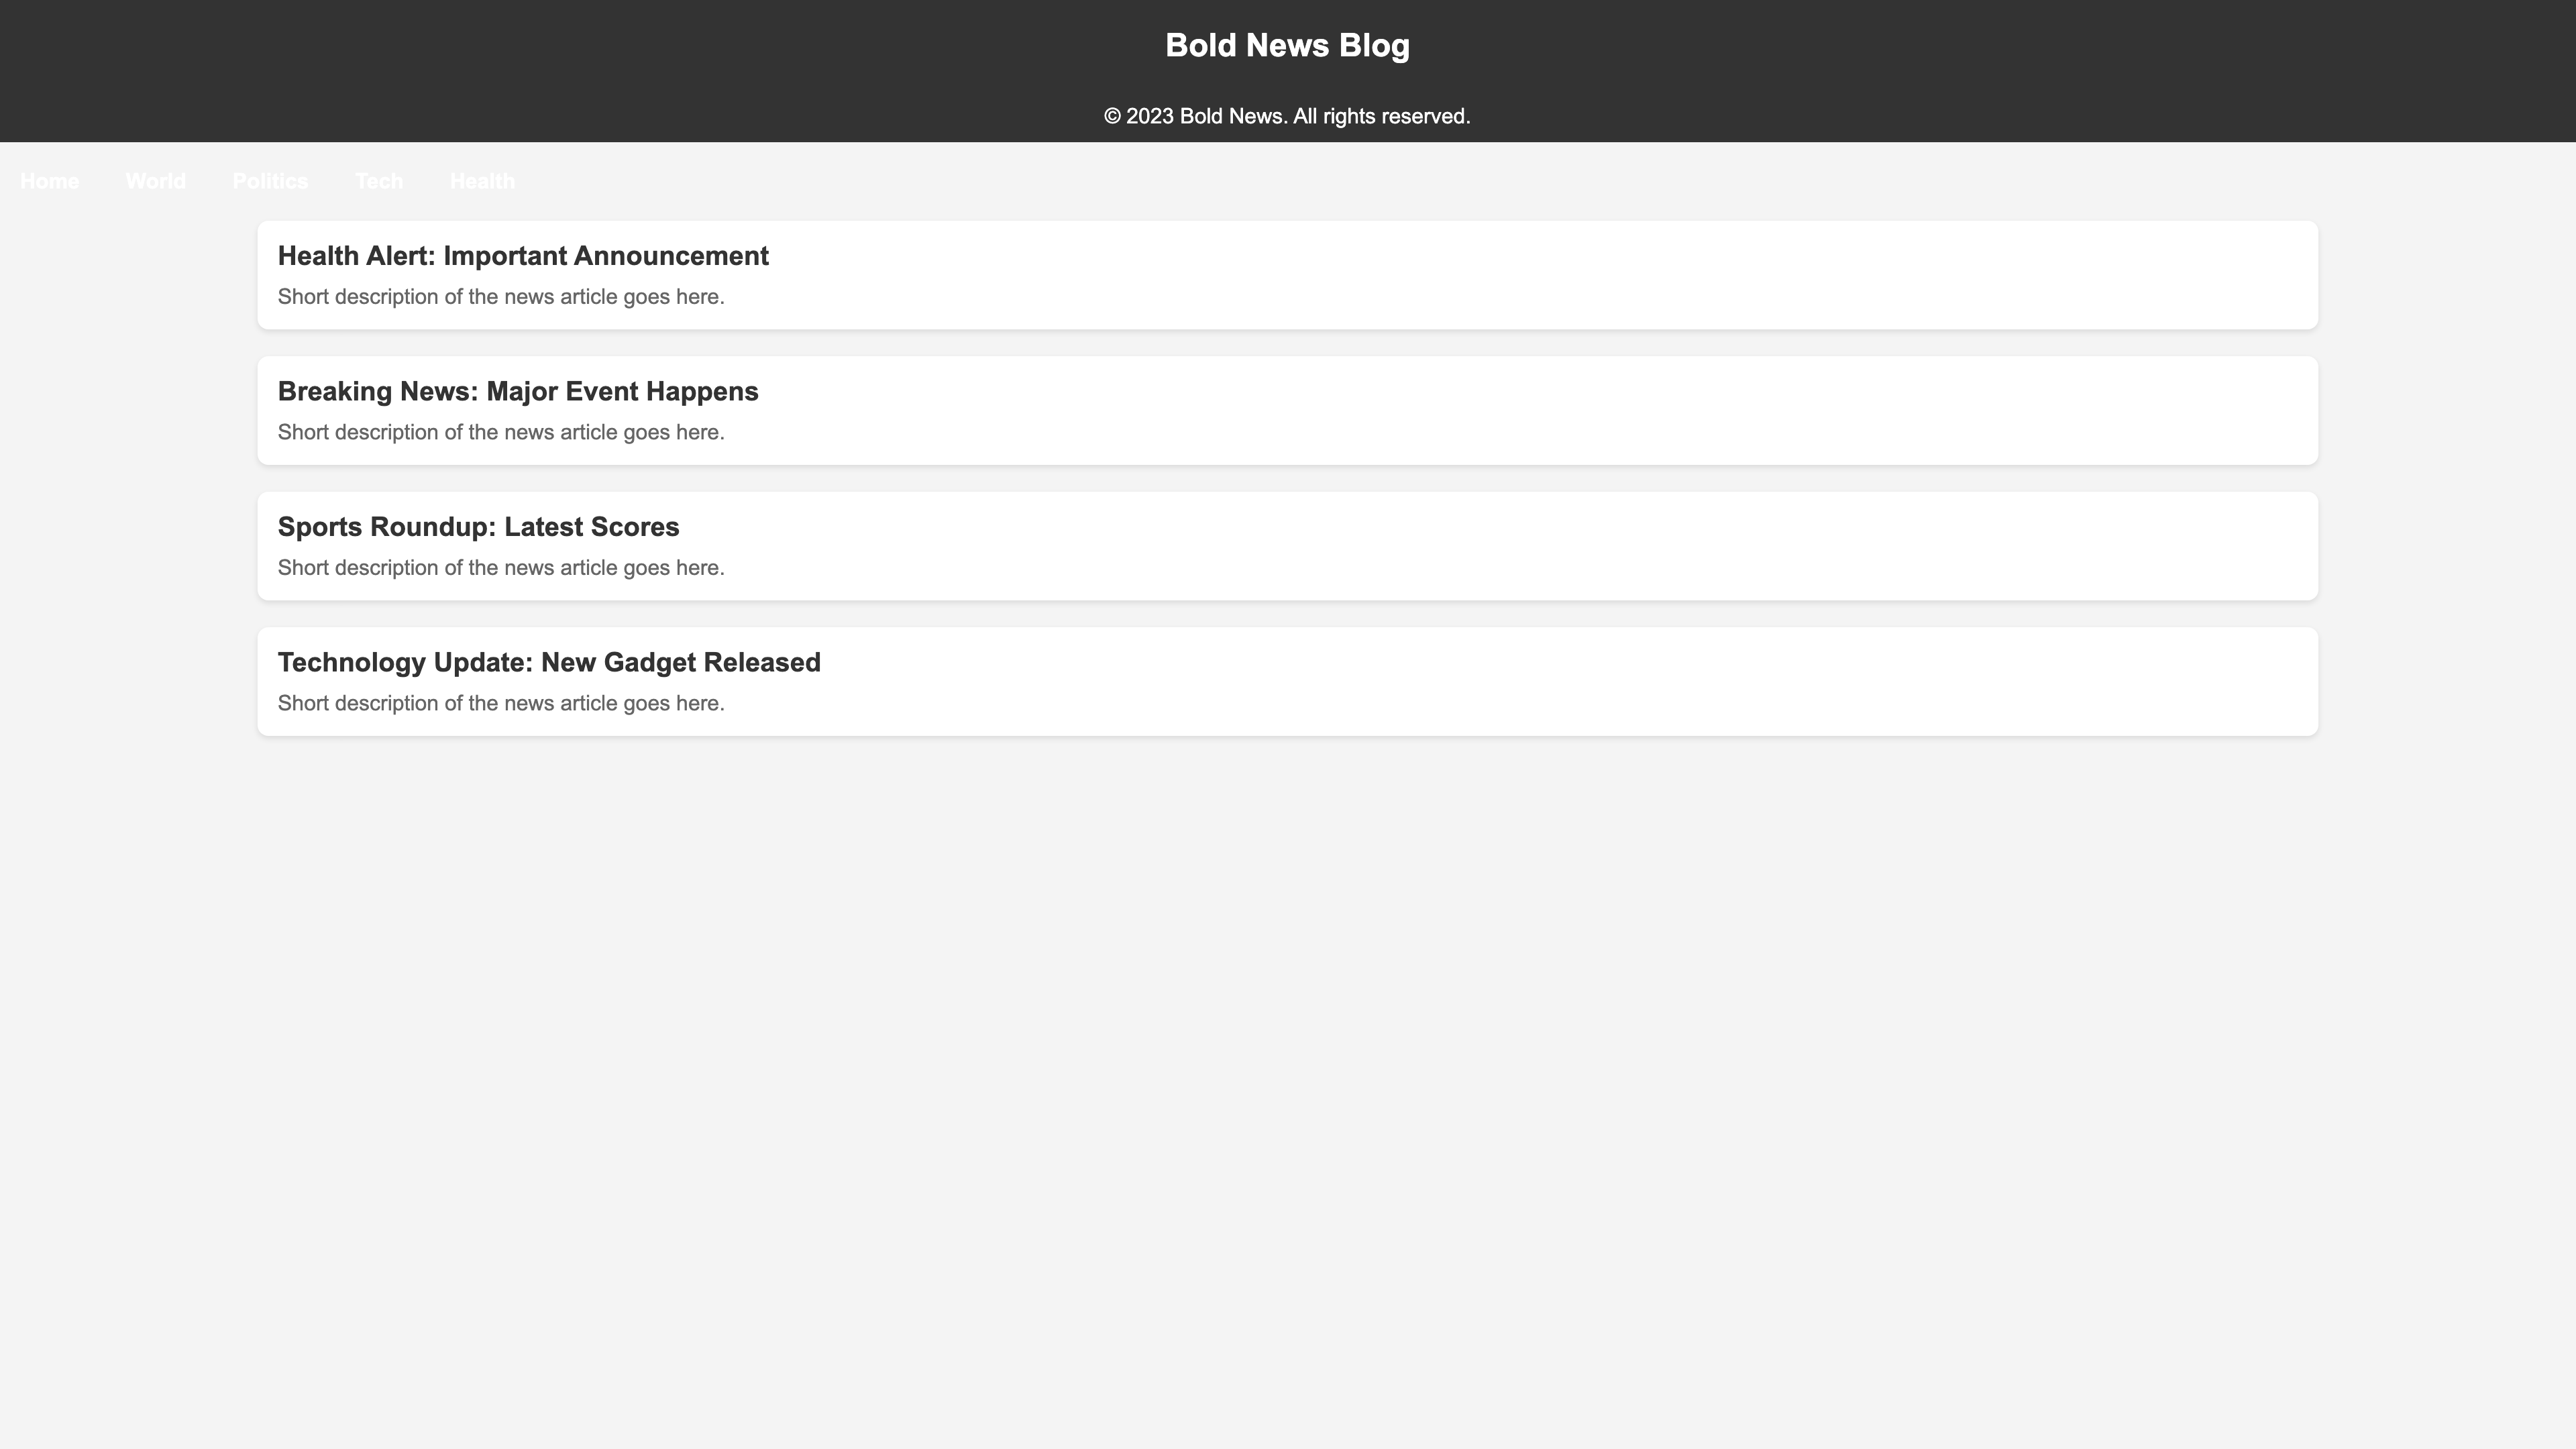 Bold News Blog
© 2023 Bold News. All rights reserved.
Home World Politics Tech Health
Health Alert: Important Announcement
Short description of the news article goes here.
Breaking News: Major Event Happens
Short description of the news article goes here.
Sports Roundup: Latest Scores
Short description of the news article goes here.
Technology Update: New Gadget Released
Short description of the news article goes here.